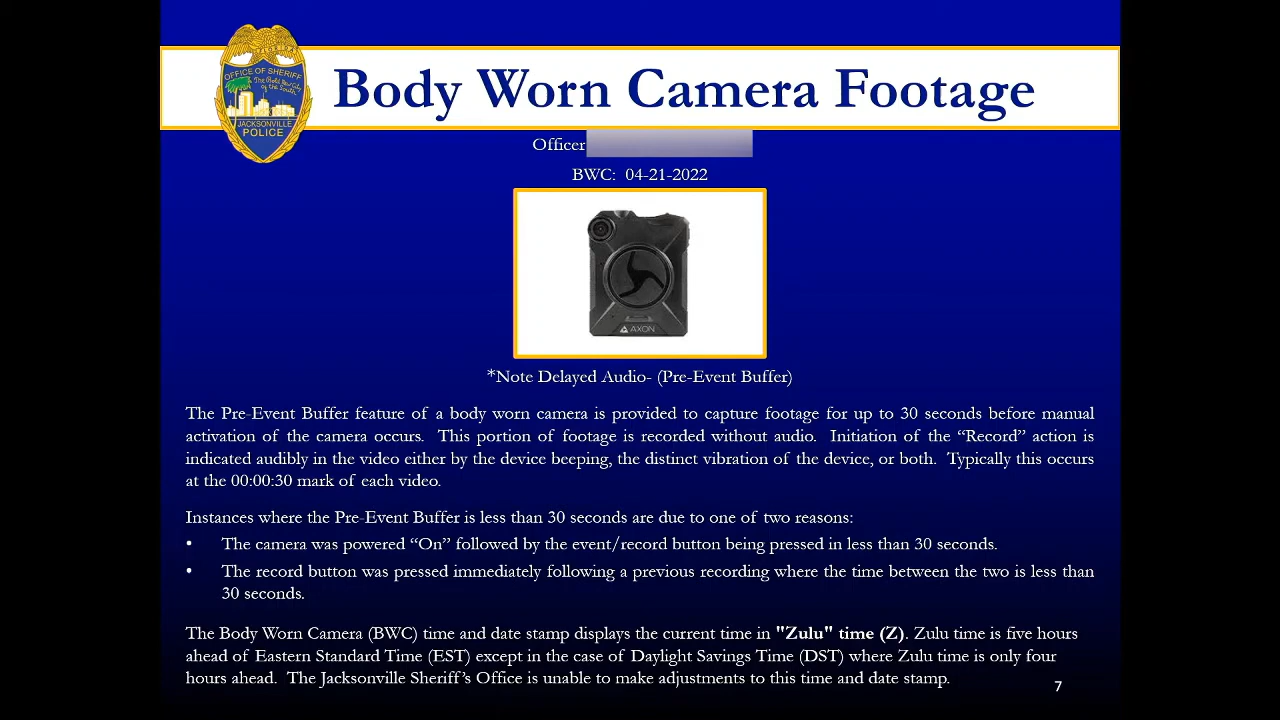 Body Worn Camera Footage
OFFICE OF SHERIFF
The Bold New City
of the South
JACKSONVILLE
POLICE
Officer
BWC:  04-21-2022
AXON
*Note Delayed Audio- (Pre-Event Buffer)
The Pre-Event Buffer feature of a body worn camera is provided to capture footage for up to 30 seconds before manual
activation of the camera occurs.  This portion of footage is recorded without audio.  Initiation of the “Record” action is
indicated audibly in the video either by the device beeping, the distinct vibration of the device, or both.  Typically this occurs
at the 00:00:30 mark of each video.
Instances where the Pre-Event Buffer is less than 30 seconds are due to one of two reasons:
• The camera was powered “On” followed by the event/record button being pressed in less than 30 seconds.
• The record button was pressed immediately following a previous recording where the time between the two is less than
30 seconds.
The Body Worn Camera (BWC) time and date stamp displays the current time in "Zulu" time (Z). Zulu time is five hours
ahead of Eastern Standard Time (EST) except in the case of Daylight Savings Time (DST) where Zulu time is only four
hours ahead.  The Jacksonville Sheriff’s Office is unable to make adjustments to this time and date stamp.
7